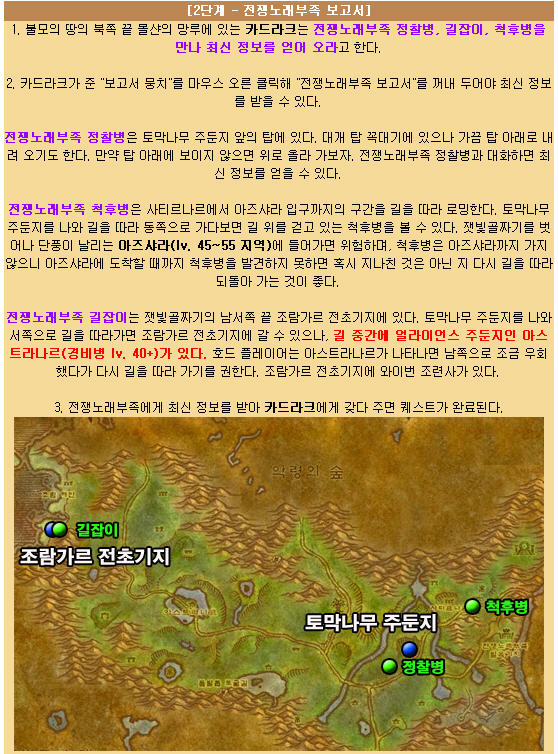 [2단계 - 전쟁노래부족 보고서]
1. 불모의 땅의 북쪽 끝 몰샨의 망루에 있는 카드라크는 전쟁노래부족 정찰병, 길잡이, 척후병을
만나 최신 정보를 얻어 오라고 한다.
2. 카드라크가 준 "보고서 뭉치"를 마우스 오른 클릭해 "전쟁노래부족 보고서"를 꺼내 두어야 최신 정보
를 받을 수 있다.
전쟁노래부족 정찰병은 토막나무 주둔지 앞의 탑에 있다. 대개 탑 꼭대기에 있으나 가끔 탑 아래로 내
려 오기도 한다. 만약 탑 아래에 보이지 않으면 위로 올라 가보자. 전쟁노래부족 정찰병과 대화하면 최
신 정보를 얻을 수 있다.
전쟁노래부족 척후병은 사티르나르에서 아즈샤라 입구까지의 구간을 길을 따라 로밍한다. 토막나무
주둔지를 나와 길을 따라 동쪽으로 가다보면 길 위를 걷고 있는 척후병을 볼 수 있다. 잿빛골짜기를 벗
어나 단풍이 날리는 아즈샤라(lv. 45~55 지역)에 들어가면 위험하며, 척후병은 아즈샤라까지 가지
않으니 아즈샤라에 도착할 때까지 척후병을 발견하지 못하면 혹시 지나친 것은 아닌 지 다시 길을 따라
되돌아 가는 것이 좋다.
전쟁노래부족 길잡이는 잿빛골짜기의 남서쪽 끝 조람가르 전초기지에 있다. 토막나무 주둔지를 나와
서쪽으로 길을 따라가면 조람가르 전초기지에 갈 수 있으나, 길 중간에 얼라이언스 주둔지인 아스
트라나르(경비병 lv. 40+)가 있다. 호드 플레이어는 아스트라나르가 나타나면 남쪽으로 조금 우회
했다가 다시 길을 따라 가기를 권한다. 조람가르 전초기지에 와이번 조련사가 있다.
3. 전쟁노래부족에게 최신 정보를 받아 카드라크에게 갖다 주면 퀘스트가 완료된다.
악령의 숲
길잡이
조람가르 전초기지
아스트라나르
척후병
토막나무 주둔지
정찰병